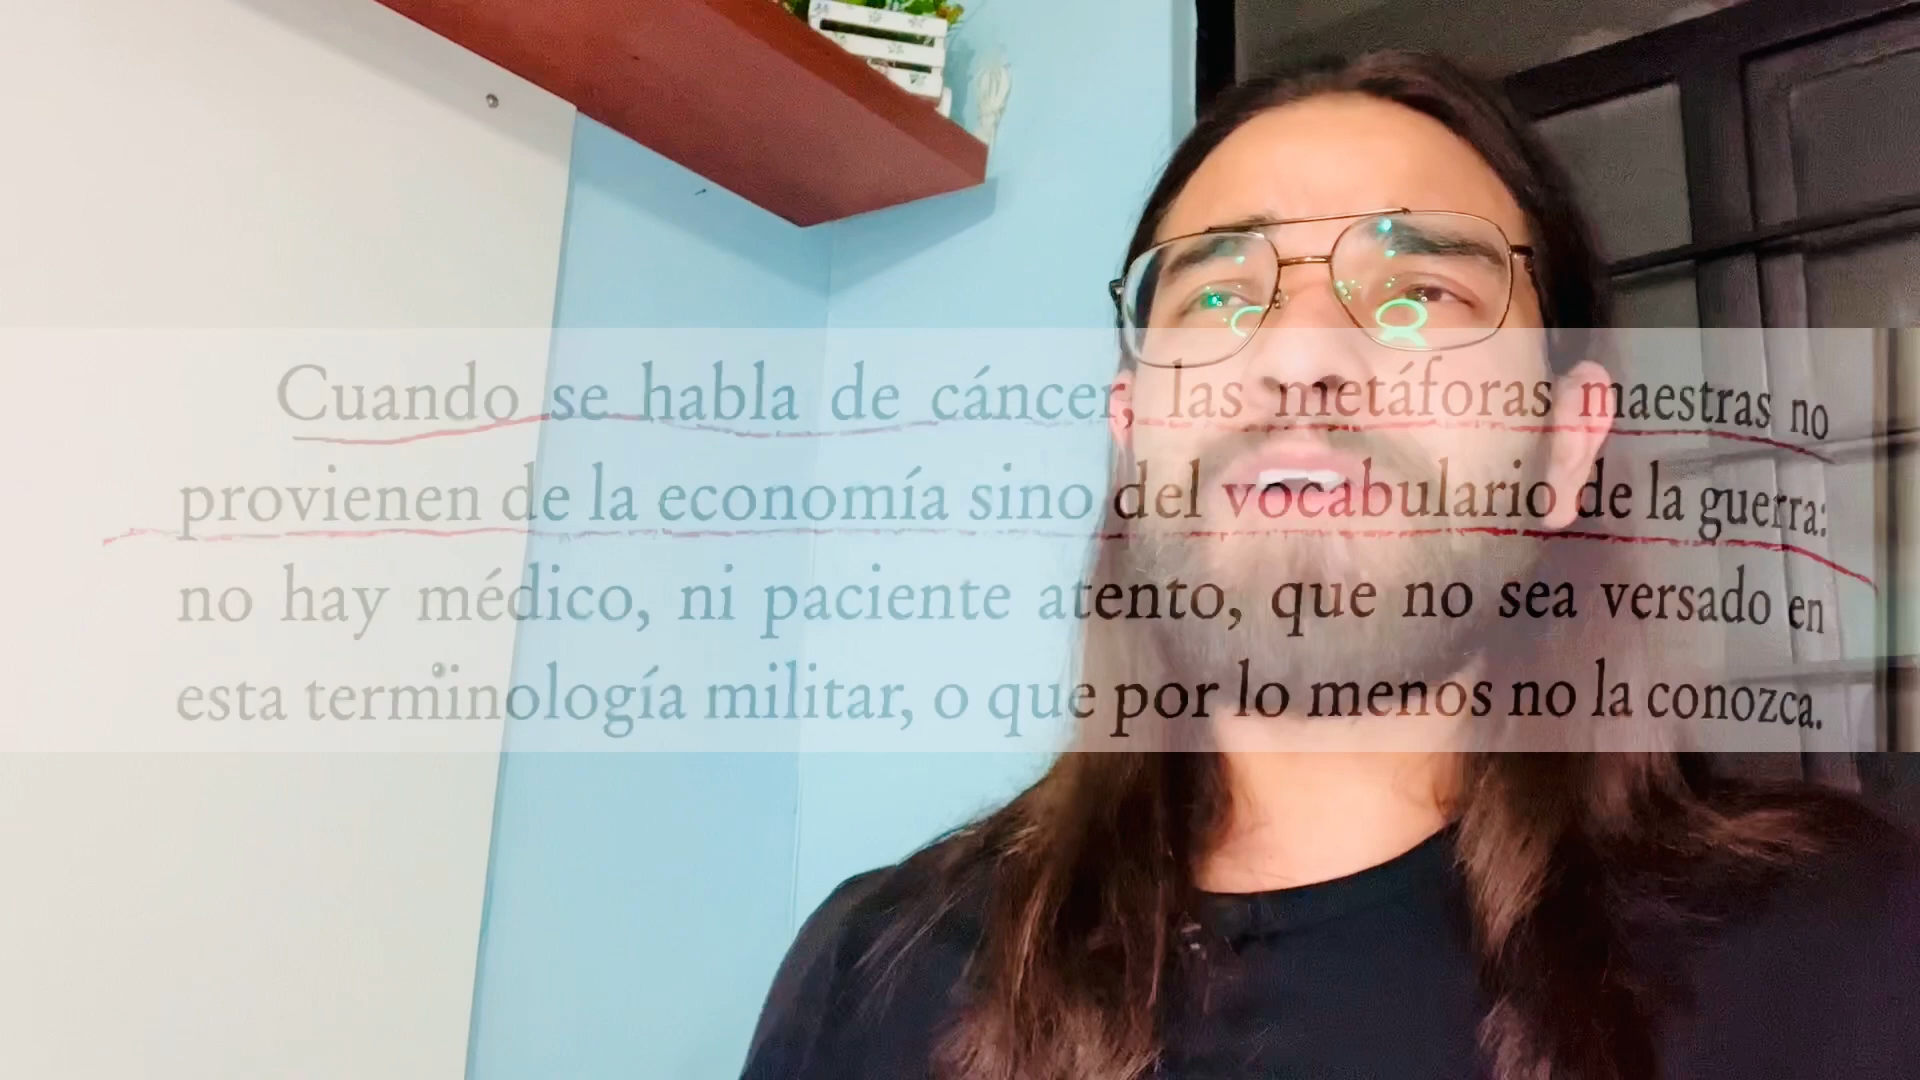 Cuando se habla de cáncer, las metáforas maestras no
provienen de la economía sino del vocabulario de la guerra:
no hay médico, ni paciente atento, que no sea versado en
esta terminología militar, o que por lo menos no la conozca.